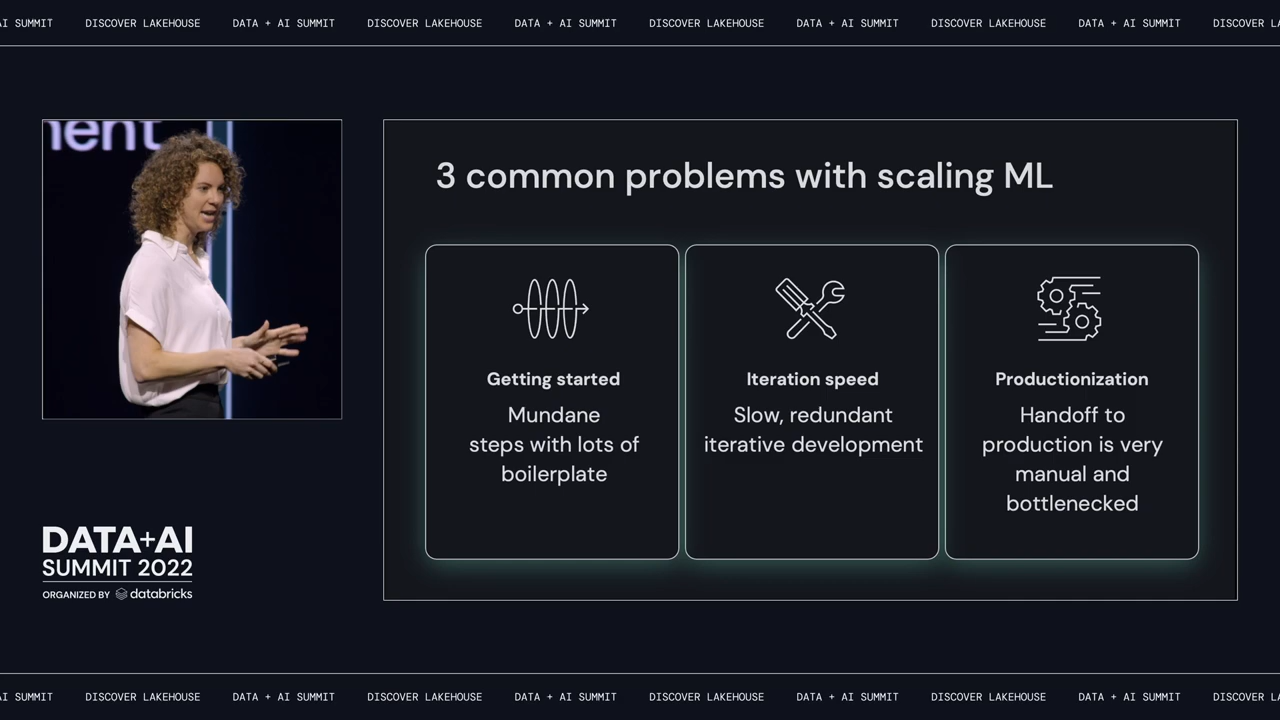 AI SUMMIT DISCOVER LAKEHOUSE DATA + AI SUMMIT DISCOVER LAKEHOUSE DATA + AI SUMMIT DISCOVER LAKEHOUSE DATA + AI SUMMIT DISCOVER LAKEHOUSE DATA + AI SUMMIT DISCOVER LA
ment
3 common problems with scaling ML
Getting started
Mundane
steps with lots of
boilerplate
Iteration speed
Slow, redundant
iterative development
Productionization
Handoff to
production is very
manual and
bottlenecked
DATA+AI
SUMMIT 2022
ORGANIZED BY databricks
AI SUMMIT DISCOVER LAKEHOUSE DATA + AI SUMMIT DISCOVER LAKEHOUSE DATA + AI SUMMIT DISCOVER LAKEHOUSE DATA + AI SUMMIT DISCOVER LAKEHOUSE DATA + AI SUMMIT DISCOVER LA